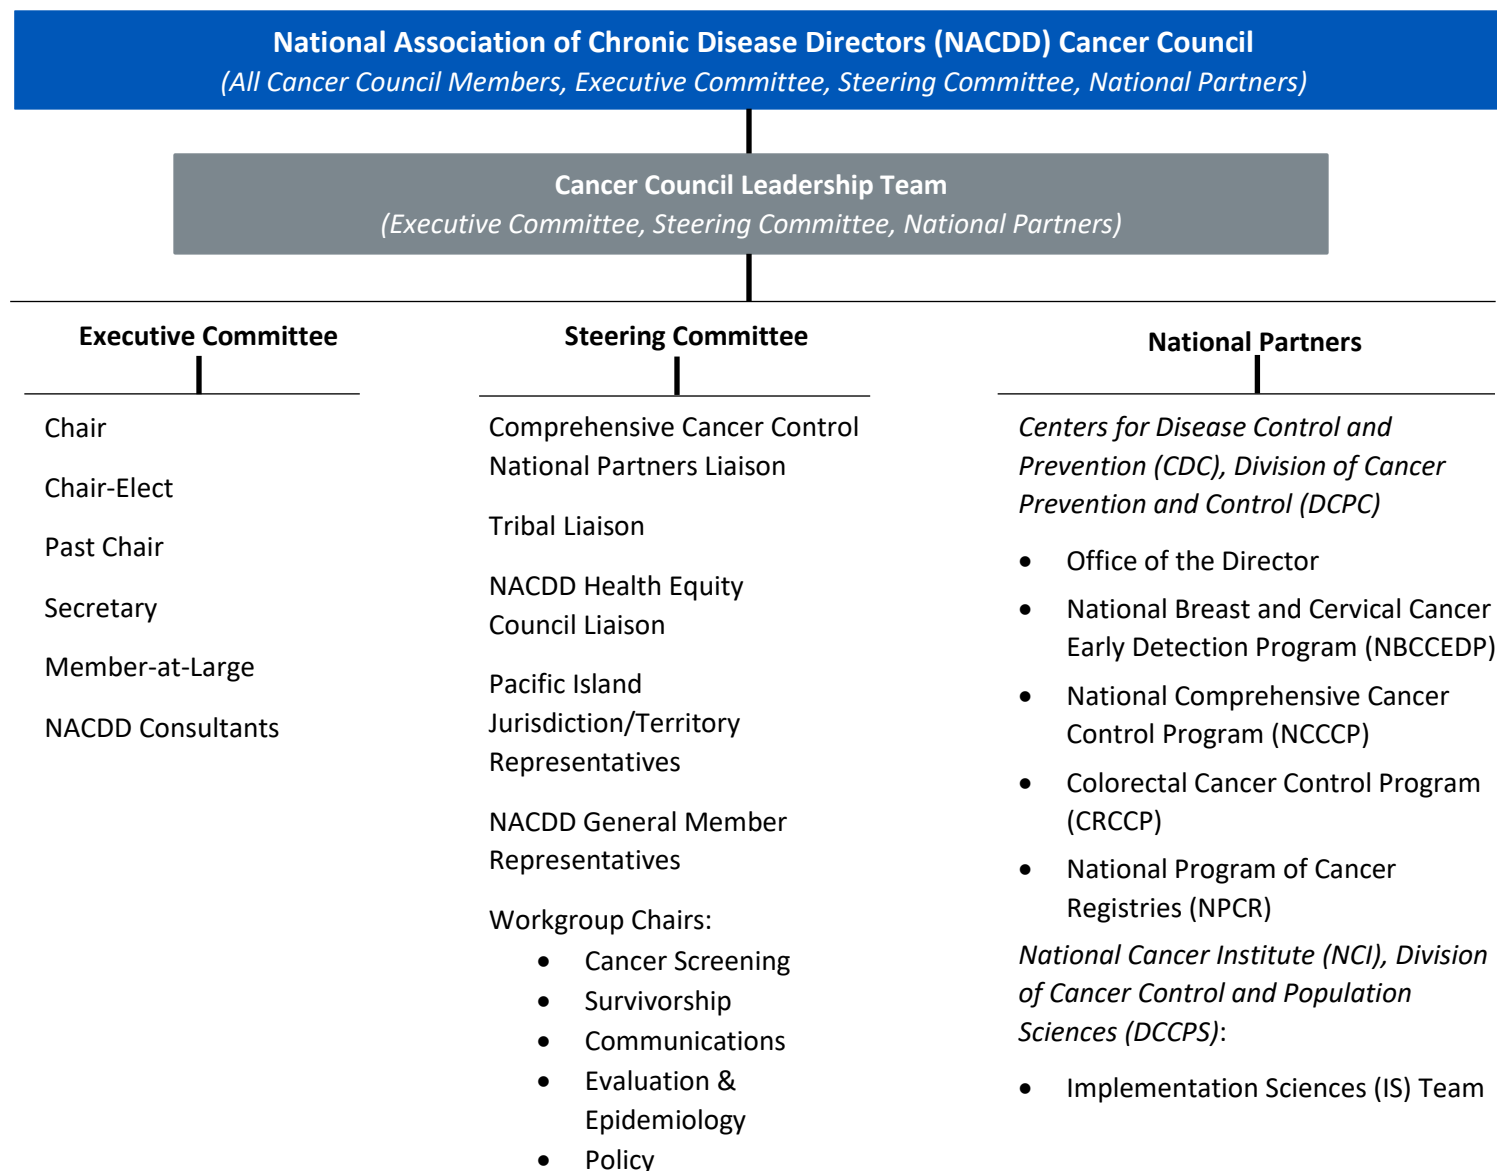 National Association of Chronic Disease Directors (NACDD) Cancer Council
(All Cancer Council Members, Executive Committee, Steering Committee, National Partners)
Cancer Council Leadership Team
(Executive Committee, Steering Committee, National Partners)
Executive Committee
Chair
Chair-Elect
Past Chair
Secretary
Member-at-Large
NACDD Consultants
Steering Committee
Comprehensive Cancer Control
National Partners Liaison
Tribal Liaison
NACDD Health Equity
Council Liaison
Pacific Island
Jurisdiction/Territory
Representatives
NACDD General Member
Representatives
Workgroup Chairs:
• Cancer Screening
• Survivorship
• Communications
• Evaluation &
Epidemiology
• Policy
National Partners
Centers for Disease Control and
Prevention (CDC), Division of Cancer
Prevention and Control (DCPC)
• Office of the Director
• National Breast and Cervical Cancer
Early Detection Program (NBCCEDP)
• National Comprehensive Cancer
Control Program (NCCCP)
• Colorectal Cancer Control Program
(CRCCP)
• National Program of Cancer
Registries (NPCR)
National Cancer Institute (NCI), Division
of Cancer Control and Population
Sciences (DCCPS):
• Implementation Sciences (IS) Team